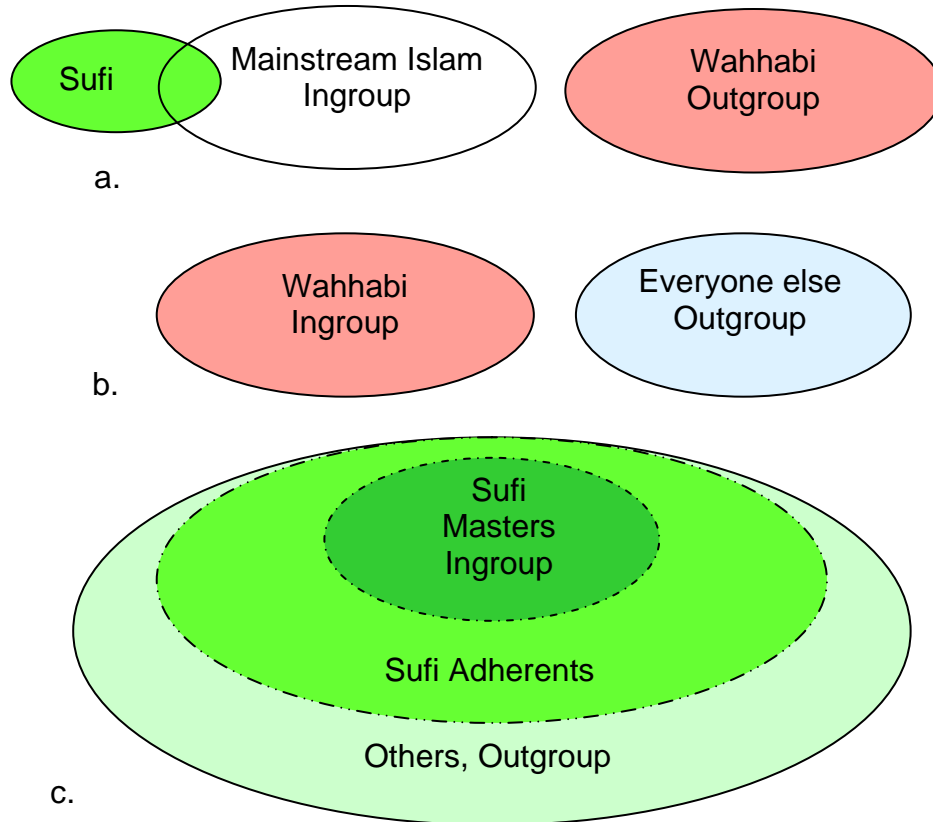 Sufi
Mainstream Islam
Ingroup
Wahhabi
Outgroup
a.
Wahhabi
Ingroup
Everyone else
Outgroup
b.
Sufi
Masters
Ingroup
Sufi Adherents
Others, Outgroup
c.